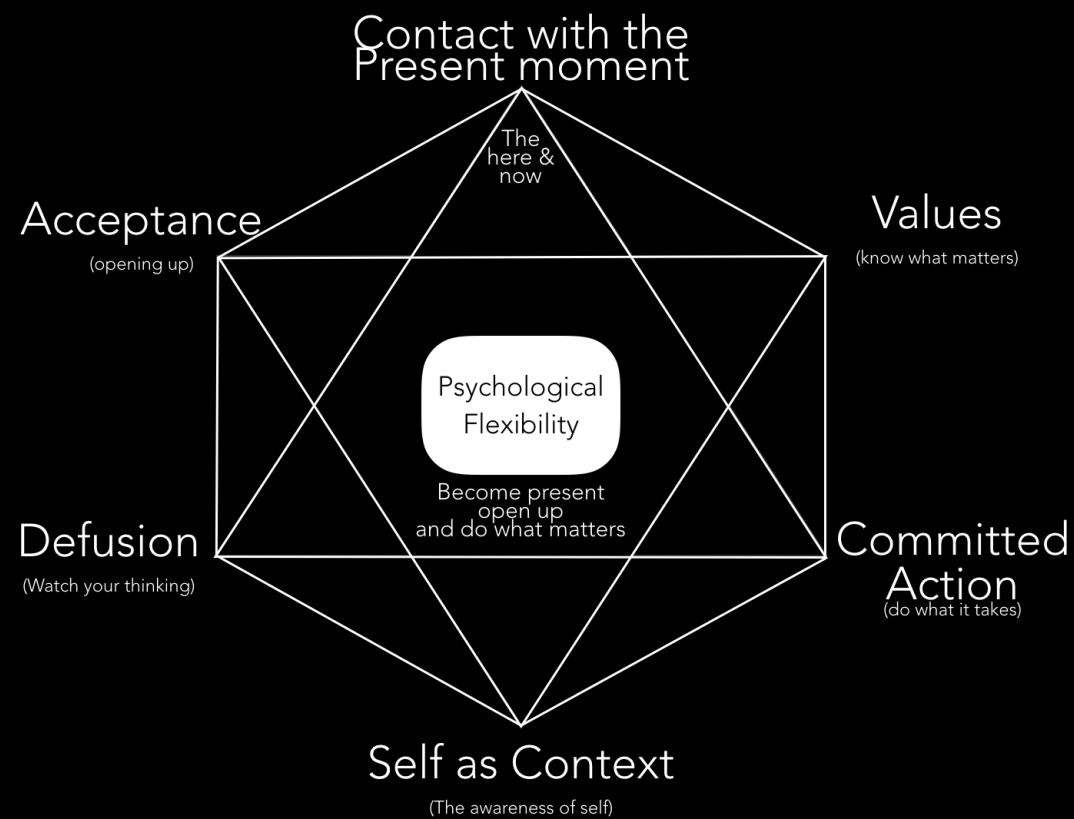 Contact with the
Present moment
The
here &
now
Acceptance
(opening up)
Values
(know what matters)
Psychological
Flexibility
Become present
open up
and do what matters
Defusion
(Watch your thinking)
Committed
Action
(do what it takes)
Self as Context
(The awareness of self)